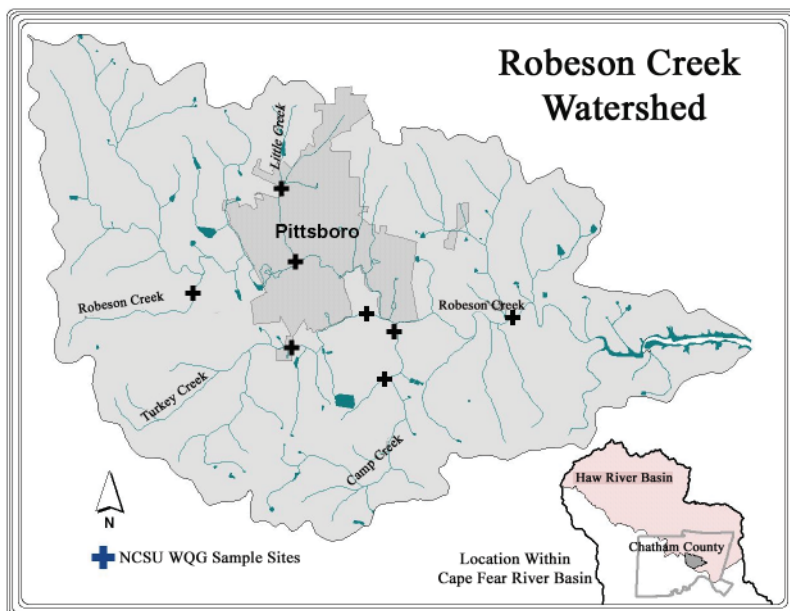 Robeson Creek
Watershed
Little Creek
Pittsboro
Robeson Creek
Robeson Creek
Turkey Creek
Camp Creek
N
NCSU WQG Sample Sites
Haw River Basin
Chatham County
Location Within
Cape Fear River Basin